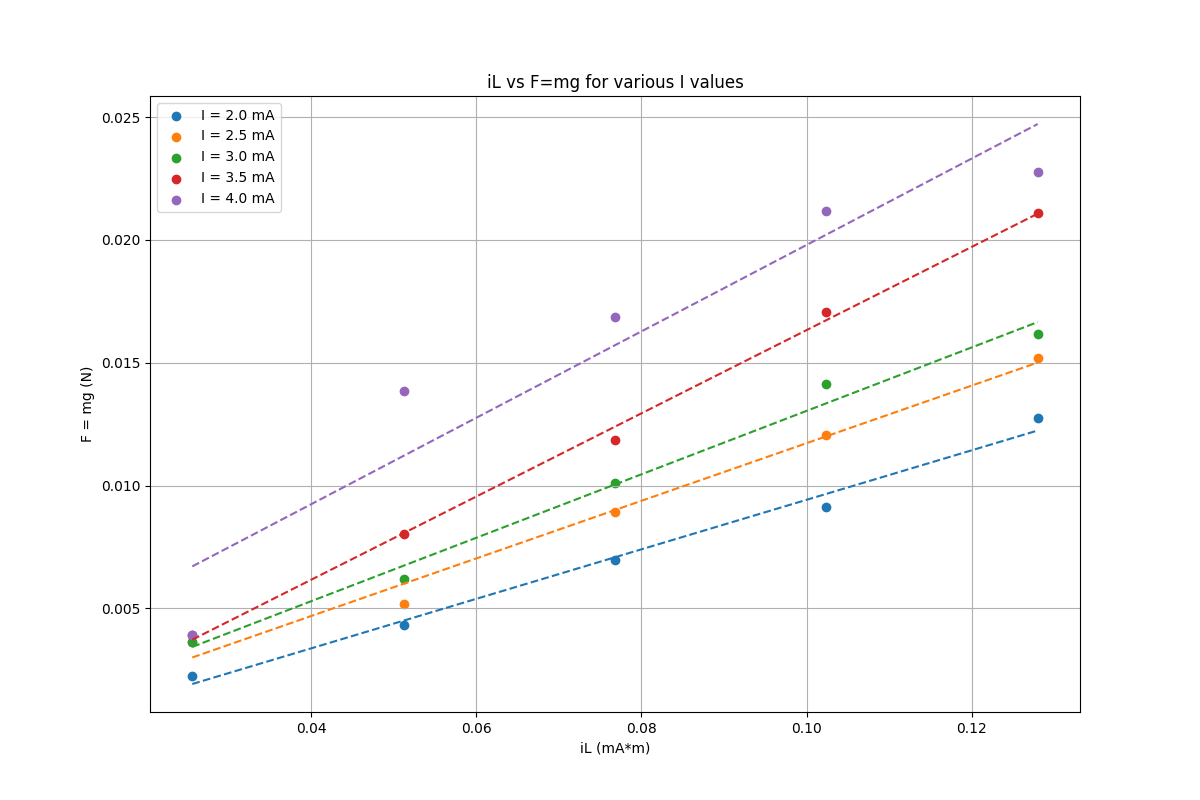 iL vs F=mg for various I values
I = 2.0 mA
I = 2.5 mA
I = 3.0 mA
I = 3.5 mA
I = 4.0 mA
F = mg (N)
0.025
0.020
0.015
0.010
0.005
0.04
0.06
0.08
0.10
0.12
iL (mA*m)